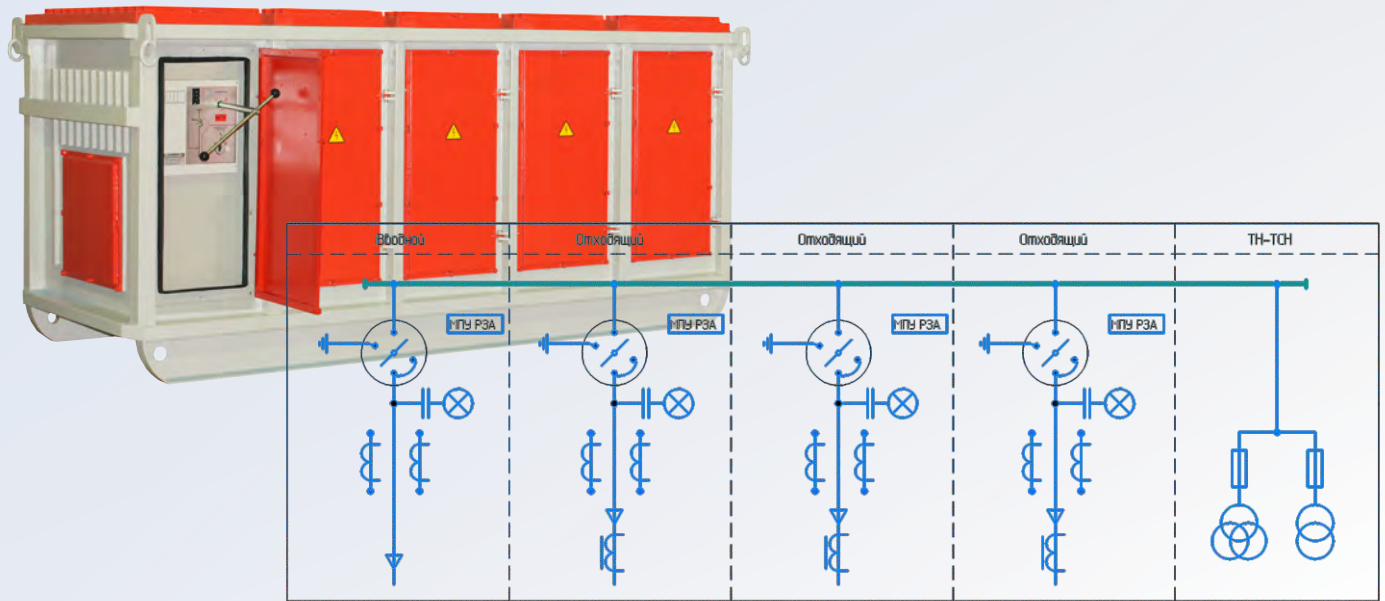 Вводной
Отходящий
Отходящий
Отходящий
ТН-ТСН
МПУ РЗА
МПУ РЗА
МПУ РЗА
МПУ РЗА